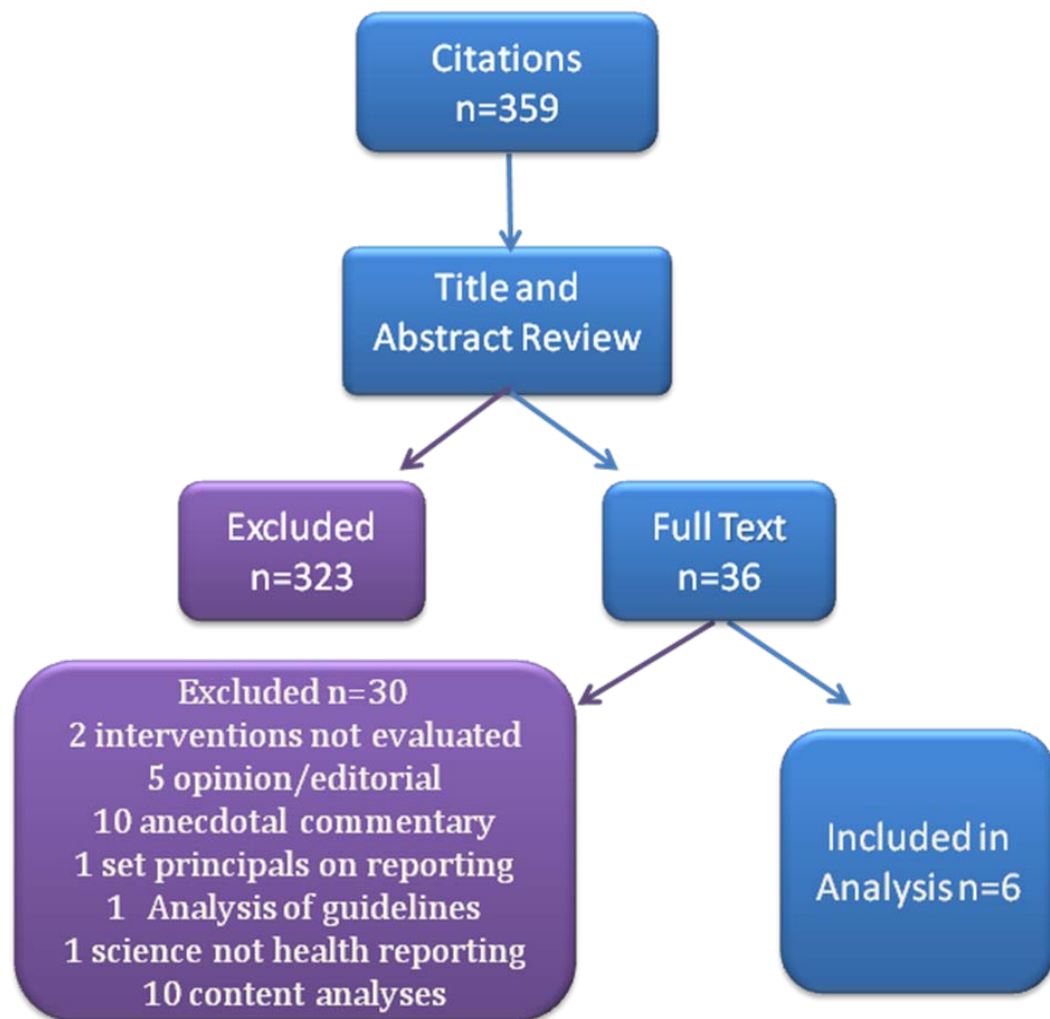 Citations
n=359
Title and
Abstract Review
Excluded
n=323
Full Text
n=36
Excluded n=30
2 interventions not evaluated
5 opinion/editorial
10 anecdotal commentary
1 set principals on reporting
1 Analysis of guidelines
1 science not health reporting
10 content analyses
Included in
Analysis n=6